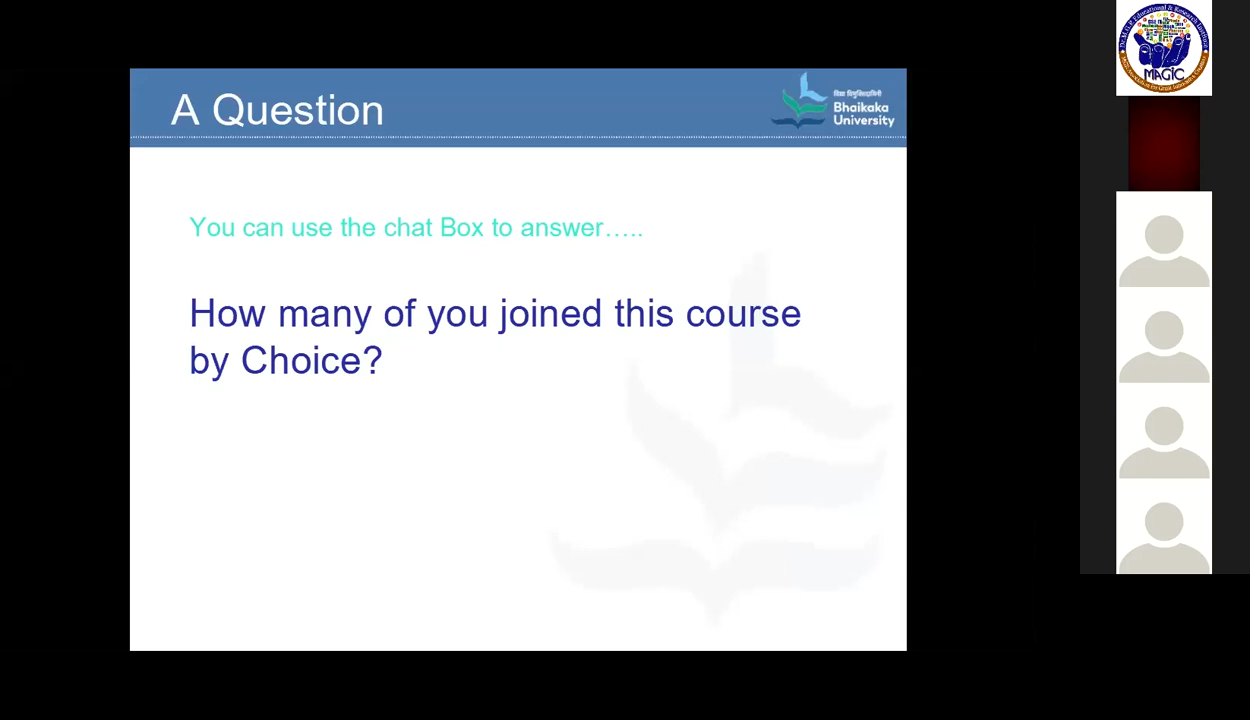 A Question
विद्या विमुक्तिदायिनी
Bhaikaka
University
You can use the chat Box to answer…..
How many of you joined this course
by Choice?
MAGIC